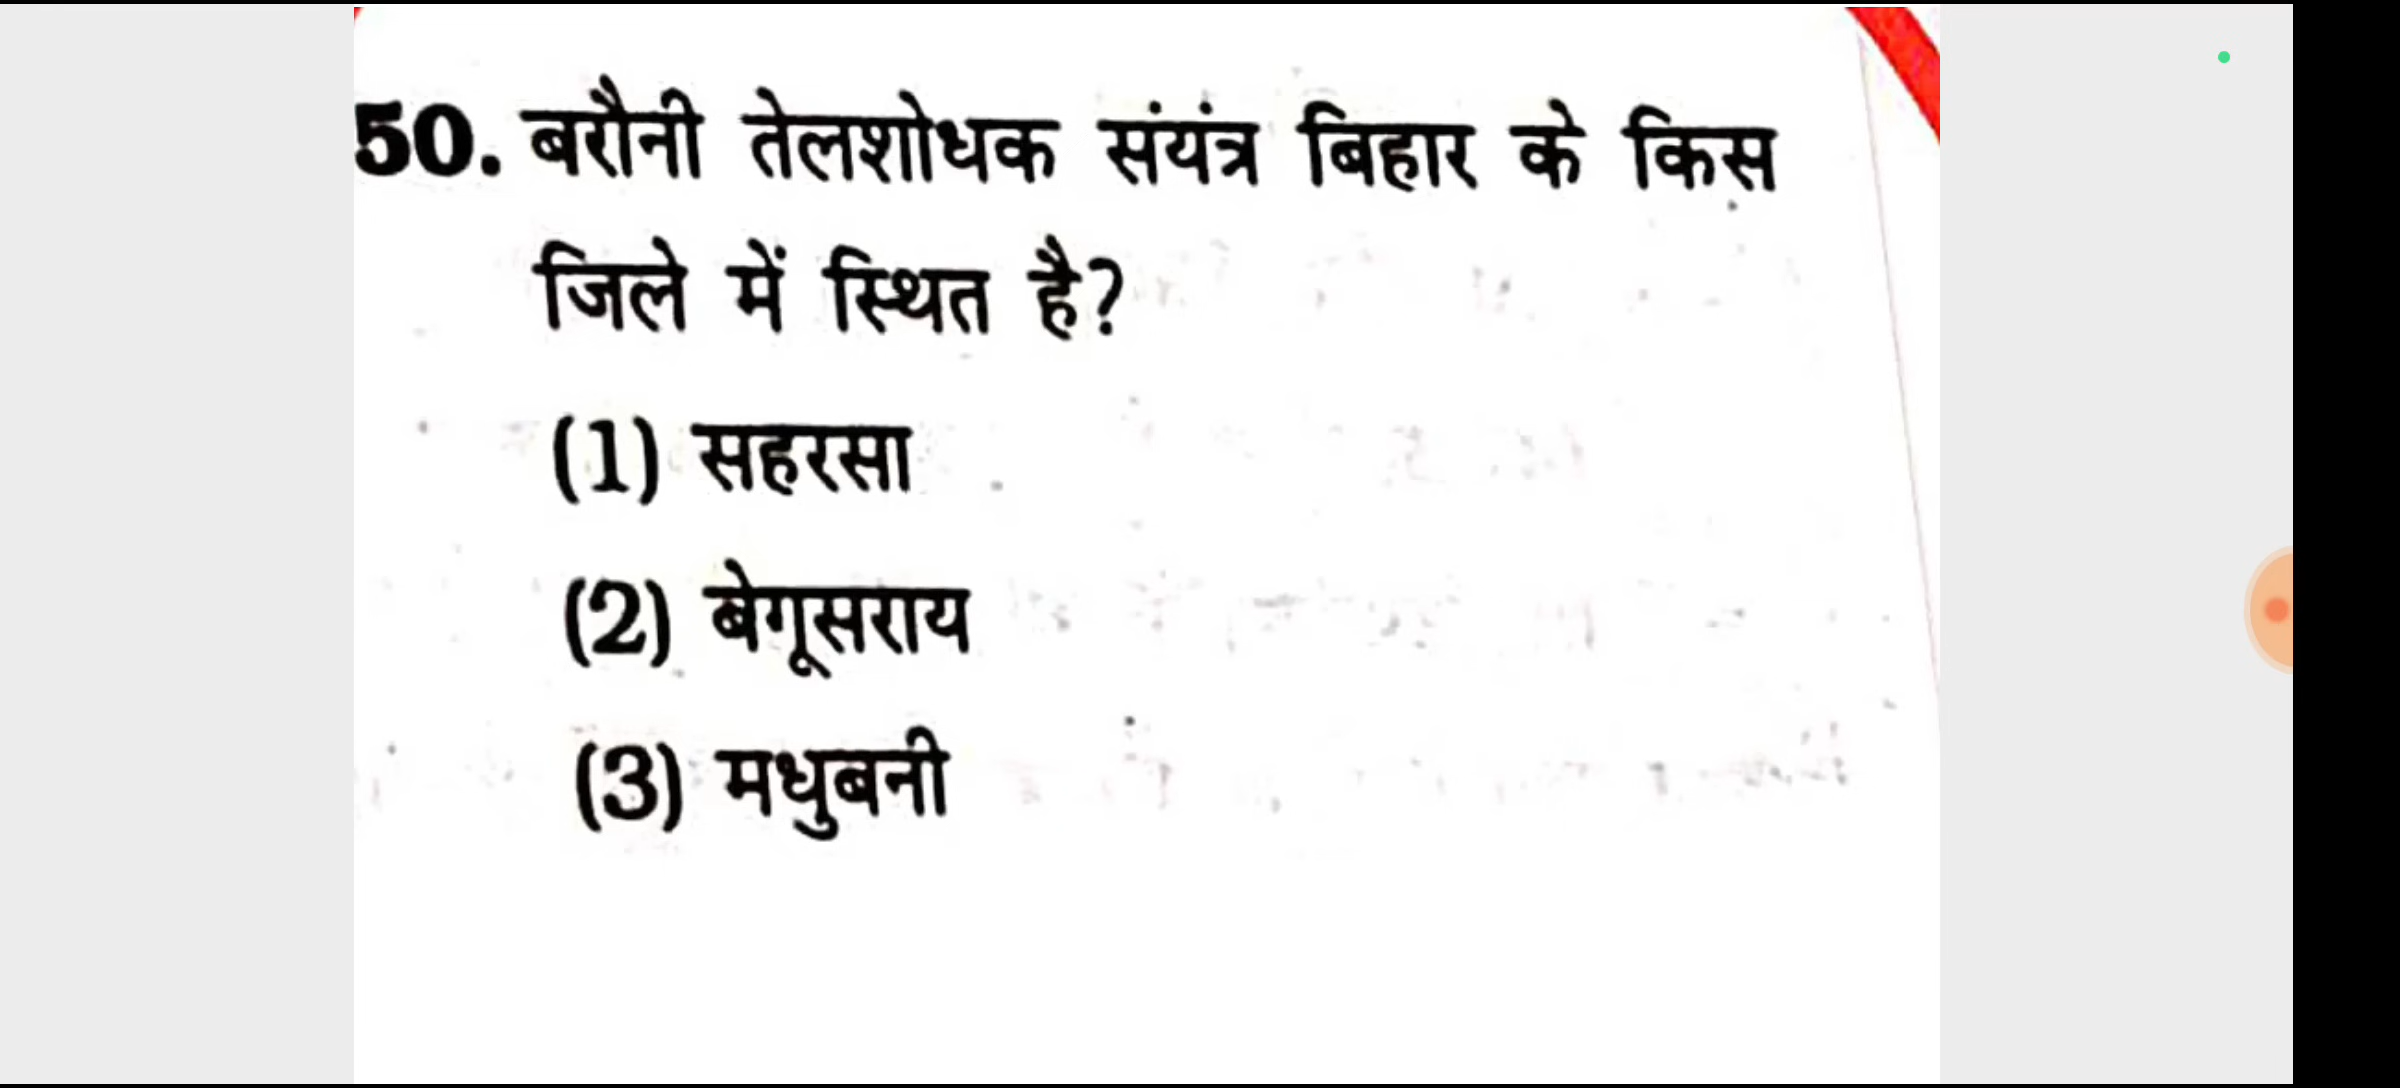 50. बरौनी तेलशोधक संयंत्र बिहार के किस
जिले में स्थित है?
(1) सहरसा
(2) बेगूसराय
(3) मधुबनी